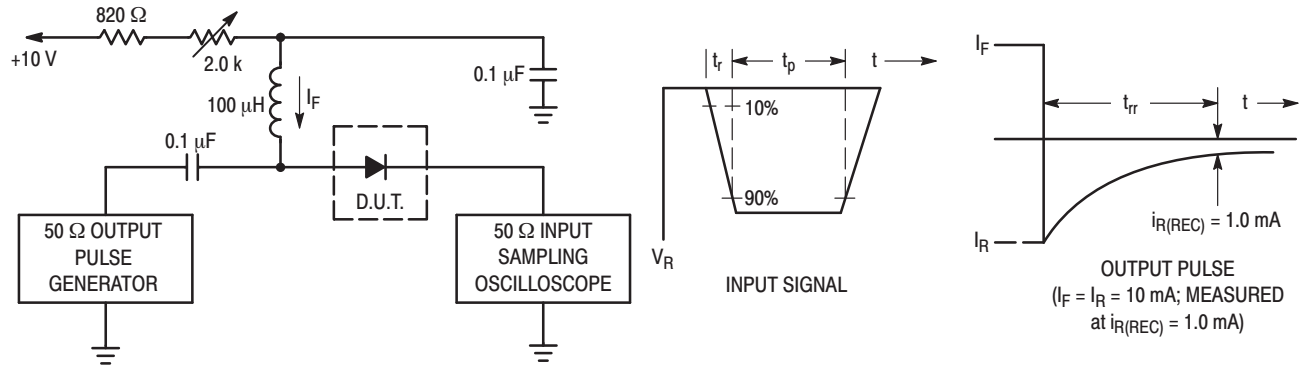 820 Ω
+10 V
2.0 k
100 μH
I_F
0.1 μF
0.1 μF
D.U.T.
50 Ω OUTPUT
PULSE
GENERATOR
50 Ω INPUT
SAMPLING
OSCILLOSCOPE
t_r
t_p
t
10%
90%
V_R
INPUT SIGNAL
I_F
t_rr
t
I_R
i_R(REC) = 1.0 mA
OUTPUT PULSE
(I_F = I_R = 10 mA; MEASURED
at i_R(REC) = 1.0 mA)